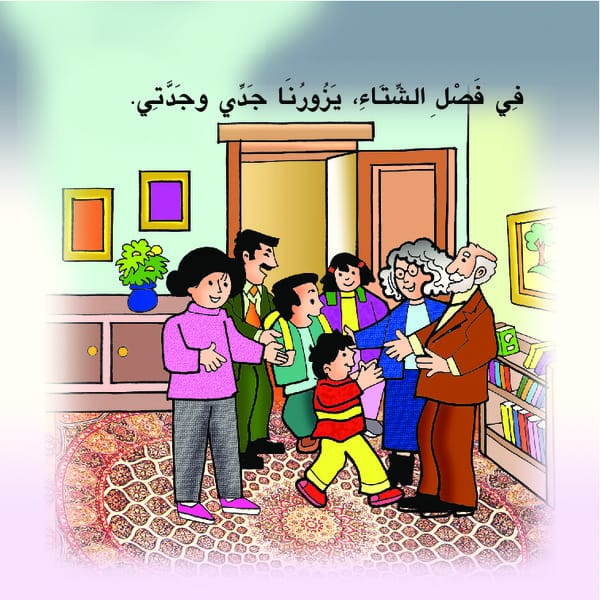 فِي فَصْلِ الشِّتَاءِ، يَزُورُنَا جَدِّي وجَدَّتِي.